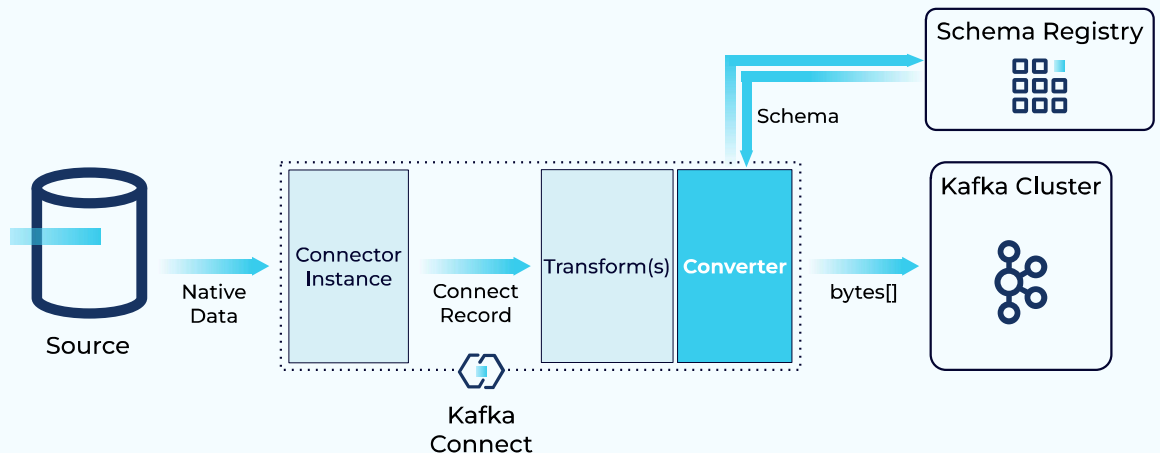 Schema Registry
Schema
Kafka Cluster
Connector
Instance
Transform(s)
Converter
Native
Data
Connect
Record
bytes[]
Source
Kafka
Connect